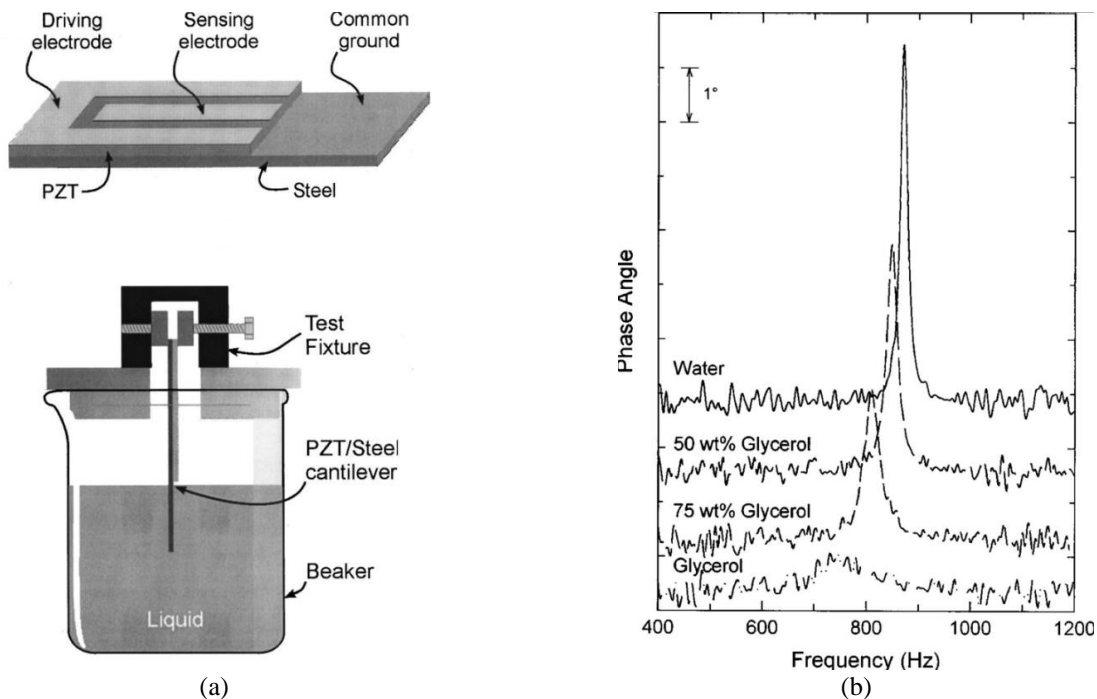 Driving
electrode
Sensing
electrode
Common
ground
PZT
Steel
Test
Fixture
PZT/Steel
cantilever
Beaker
Liquid
(a)
1°
Phase Angle
Water
50 wt% Glycerol
75 wt% Glycerol
Glycerol
400 600 800 1000 1200
Frequency (Hz)
(b)